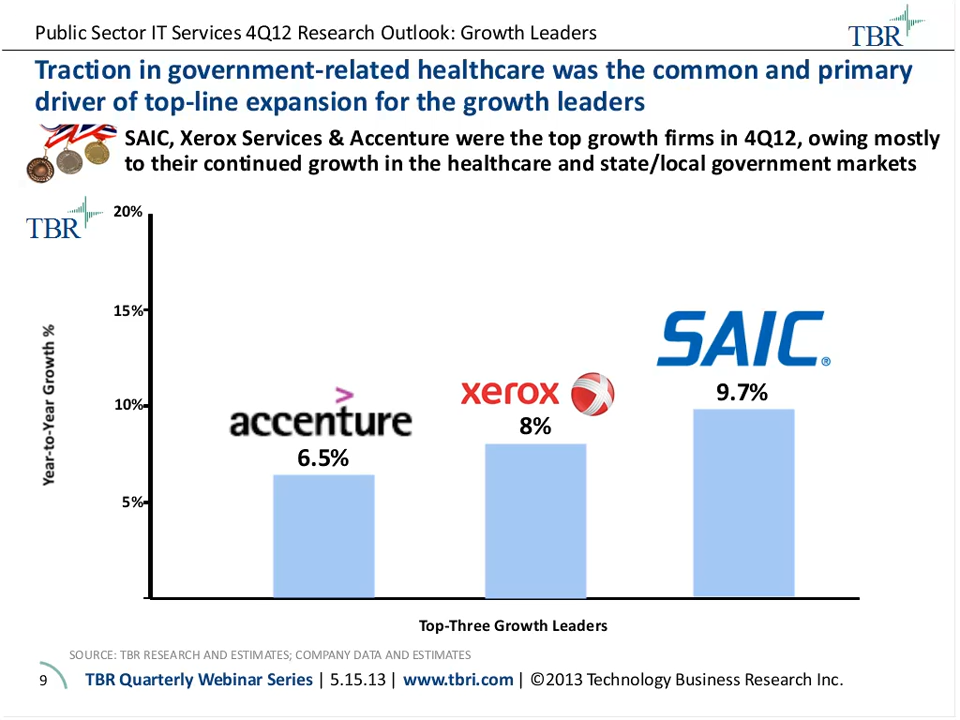 Public Sector IT Services 4Q12 Research Outlook: Growth Leaders
TBR
Traction in government-related healthcare was the common and primary
driver of top-line expansion for the growth leaders
SAIC, Xerox Services & Accenture were the top growth firms in 4Q12, owing mostly
to their continued growth in the healthcare and state/local government markets
TBR
20%
15%
10%
5%
Year-to-Year Growth %
accenture
6.5%
xerox
8%
SAIC®
9.7%
Top-Three Growth Leaders
SOURCE: TBR RESEARCH AND ESTIMATES; COMPANY DATA AND ESTIMATES
9
TBR Quarterly Webinar Series | 5.15.13 | www.tbri.com | ©2013 Technology Business Research Inc.